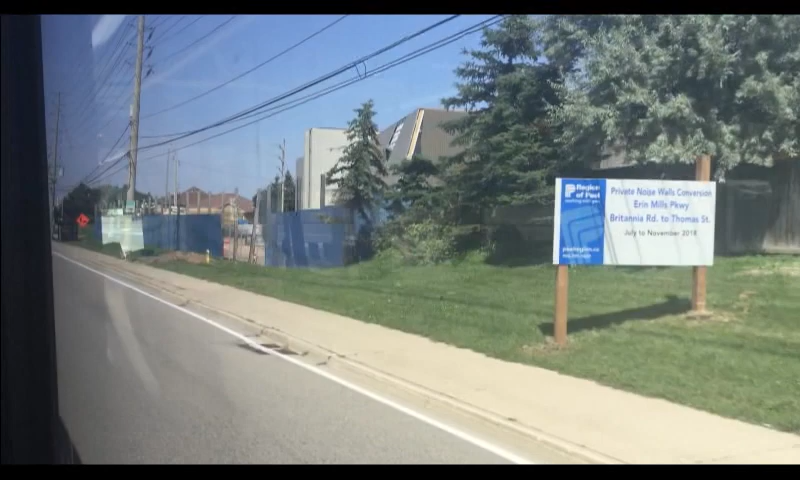 Region
of Peel
working with you
Private Noise Walls Conversion
Erin Mills Pkwy
Britannia Rd. to Thomas St.
July to November 2018
peelregion.ca